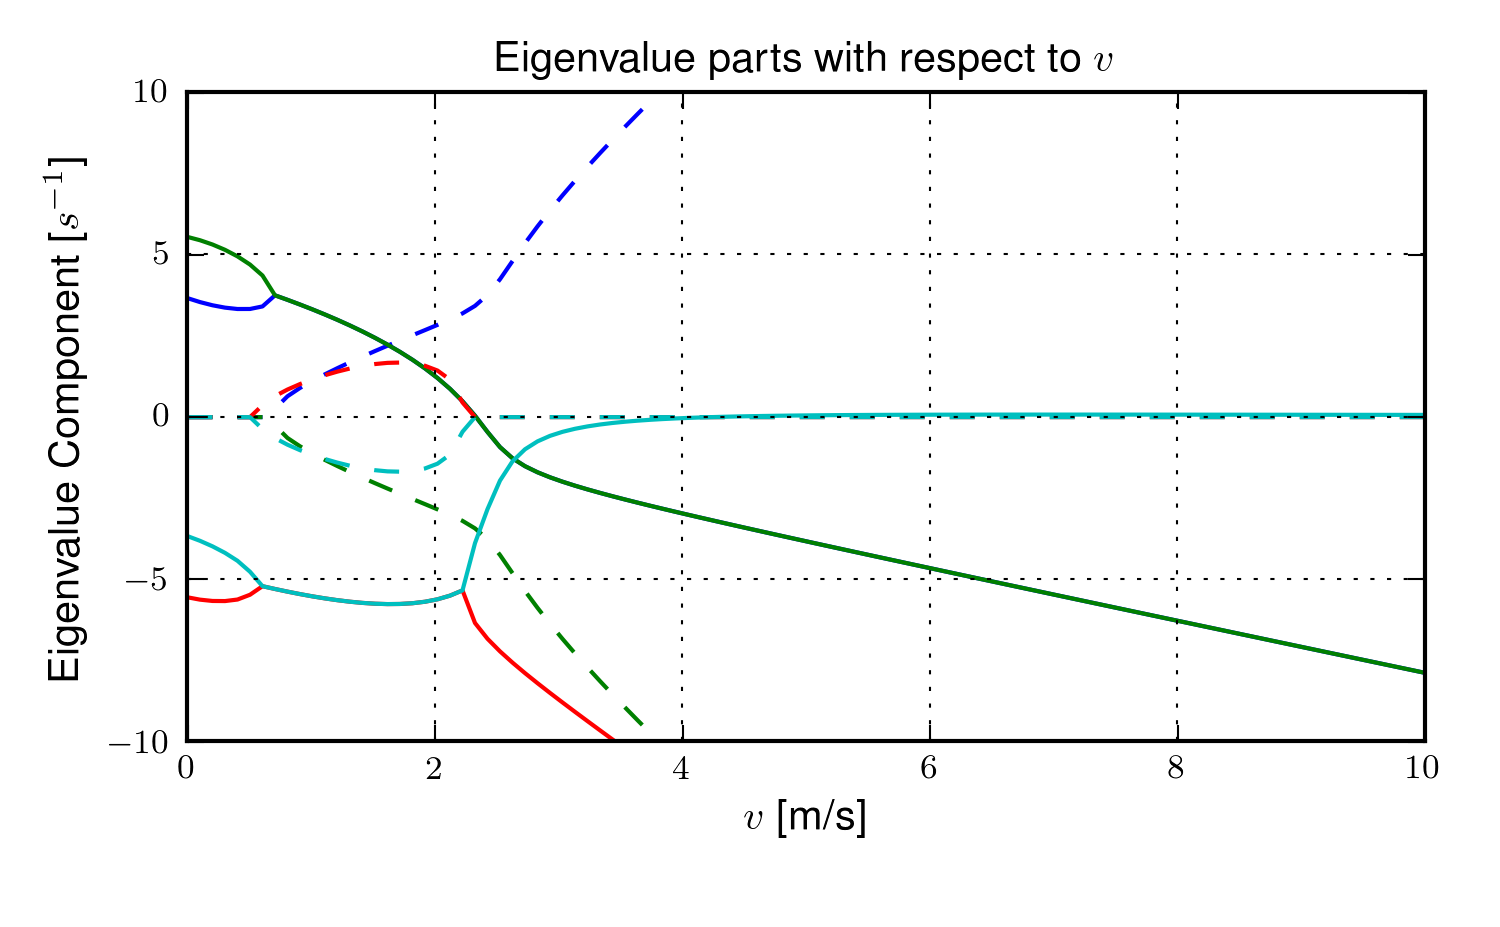 Eigenvalue parts with respect to v
Eigenvalue Component [s⁻¹]
10
5
0
−5
−10
0 2 4 6 8 10
v [m/s]